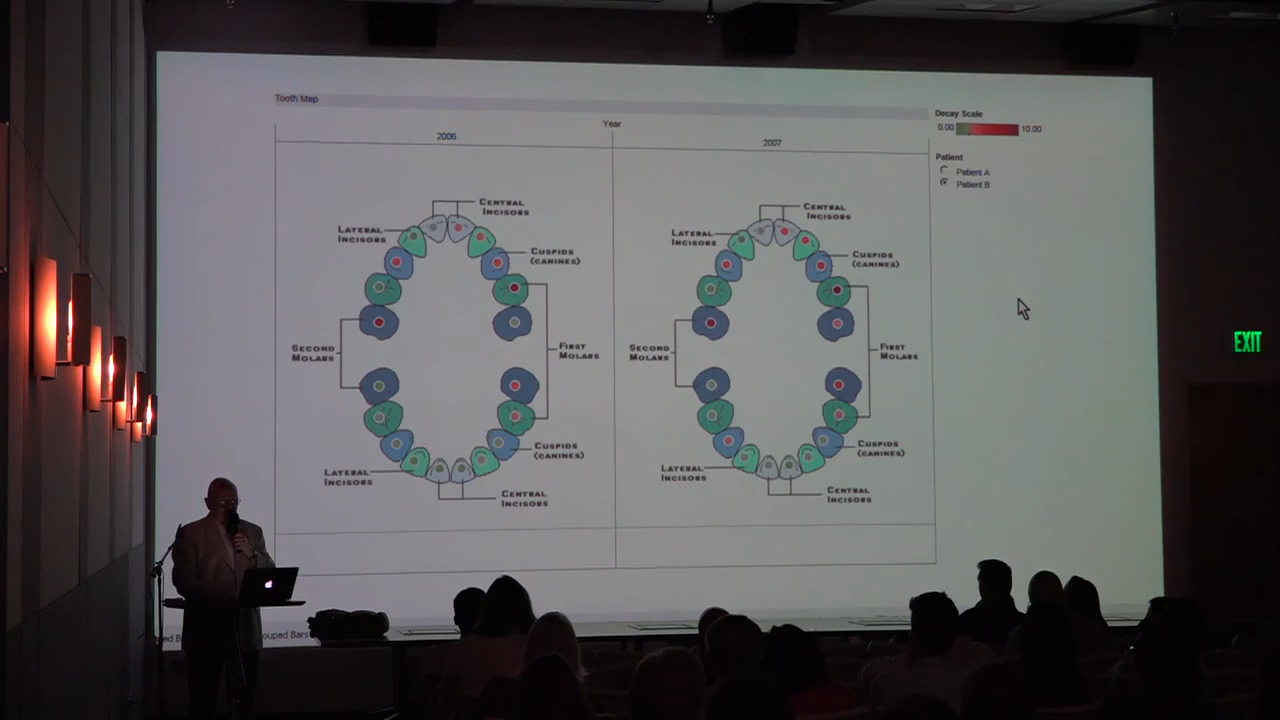 Tooth Map
Year
2006
2007
Decay Scale
0.00
10.00
Patient
Patient A
Patient B
CENTRAL
INCISORS
LATERAL
INCISORS
CUSPIDS
(CANINES)
SECOND
MOLARS
FIRST
MOLARS
LATERAL
INCISORS
CUSPIDS
(CANINES)
CENTRAL
INCISORS
CENTRAL
INCISORS
LATERAL
INCISORS
CUSPIDS
(CANINES)
SECOND
MOLARS
FIRST
MOLARS
LATERAL
INCISORS
CUSPIDS
(CANINES)
CENTRAL
INCISORS
EXIT
ouped Bars